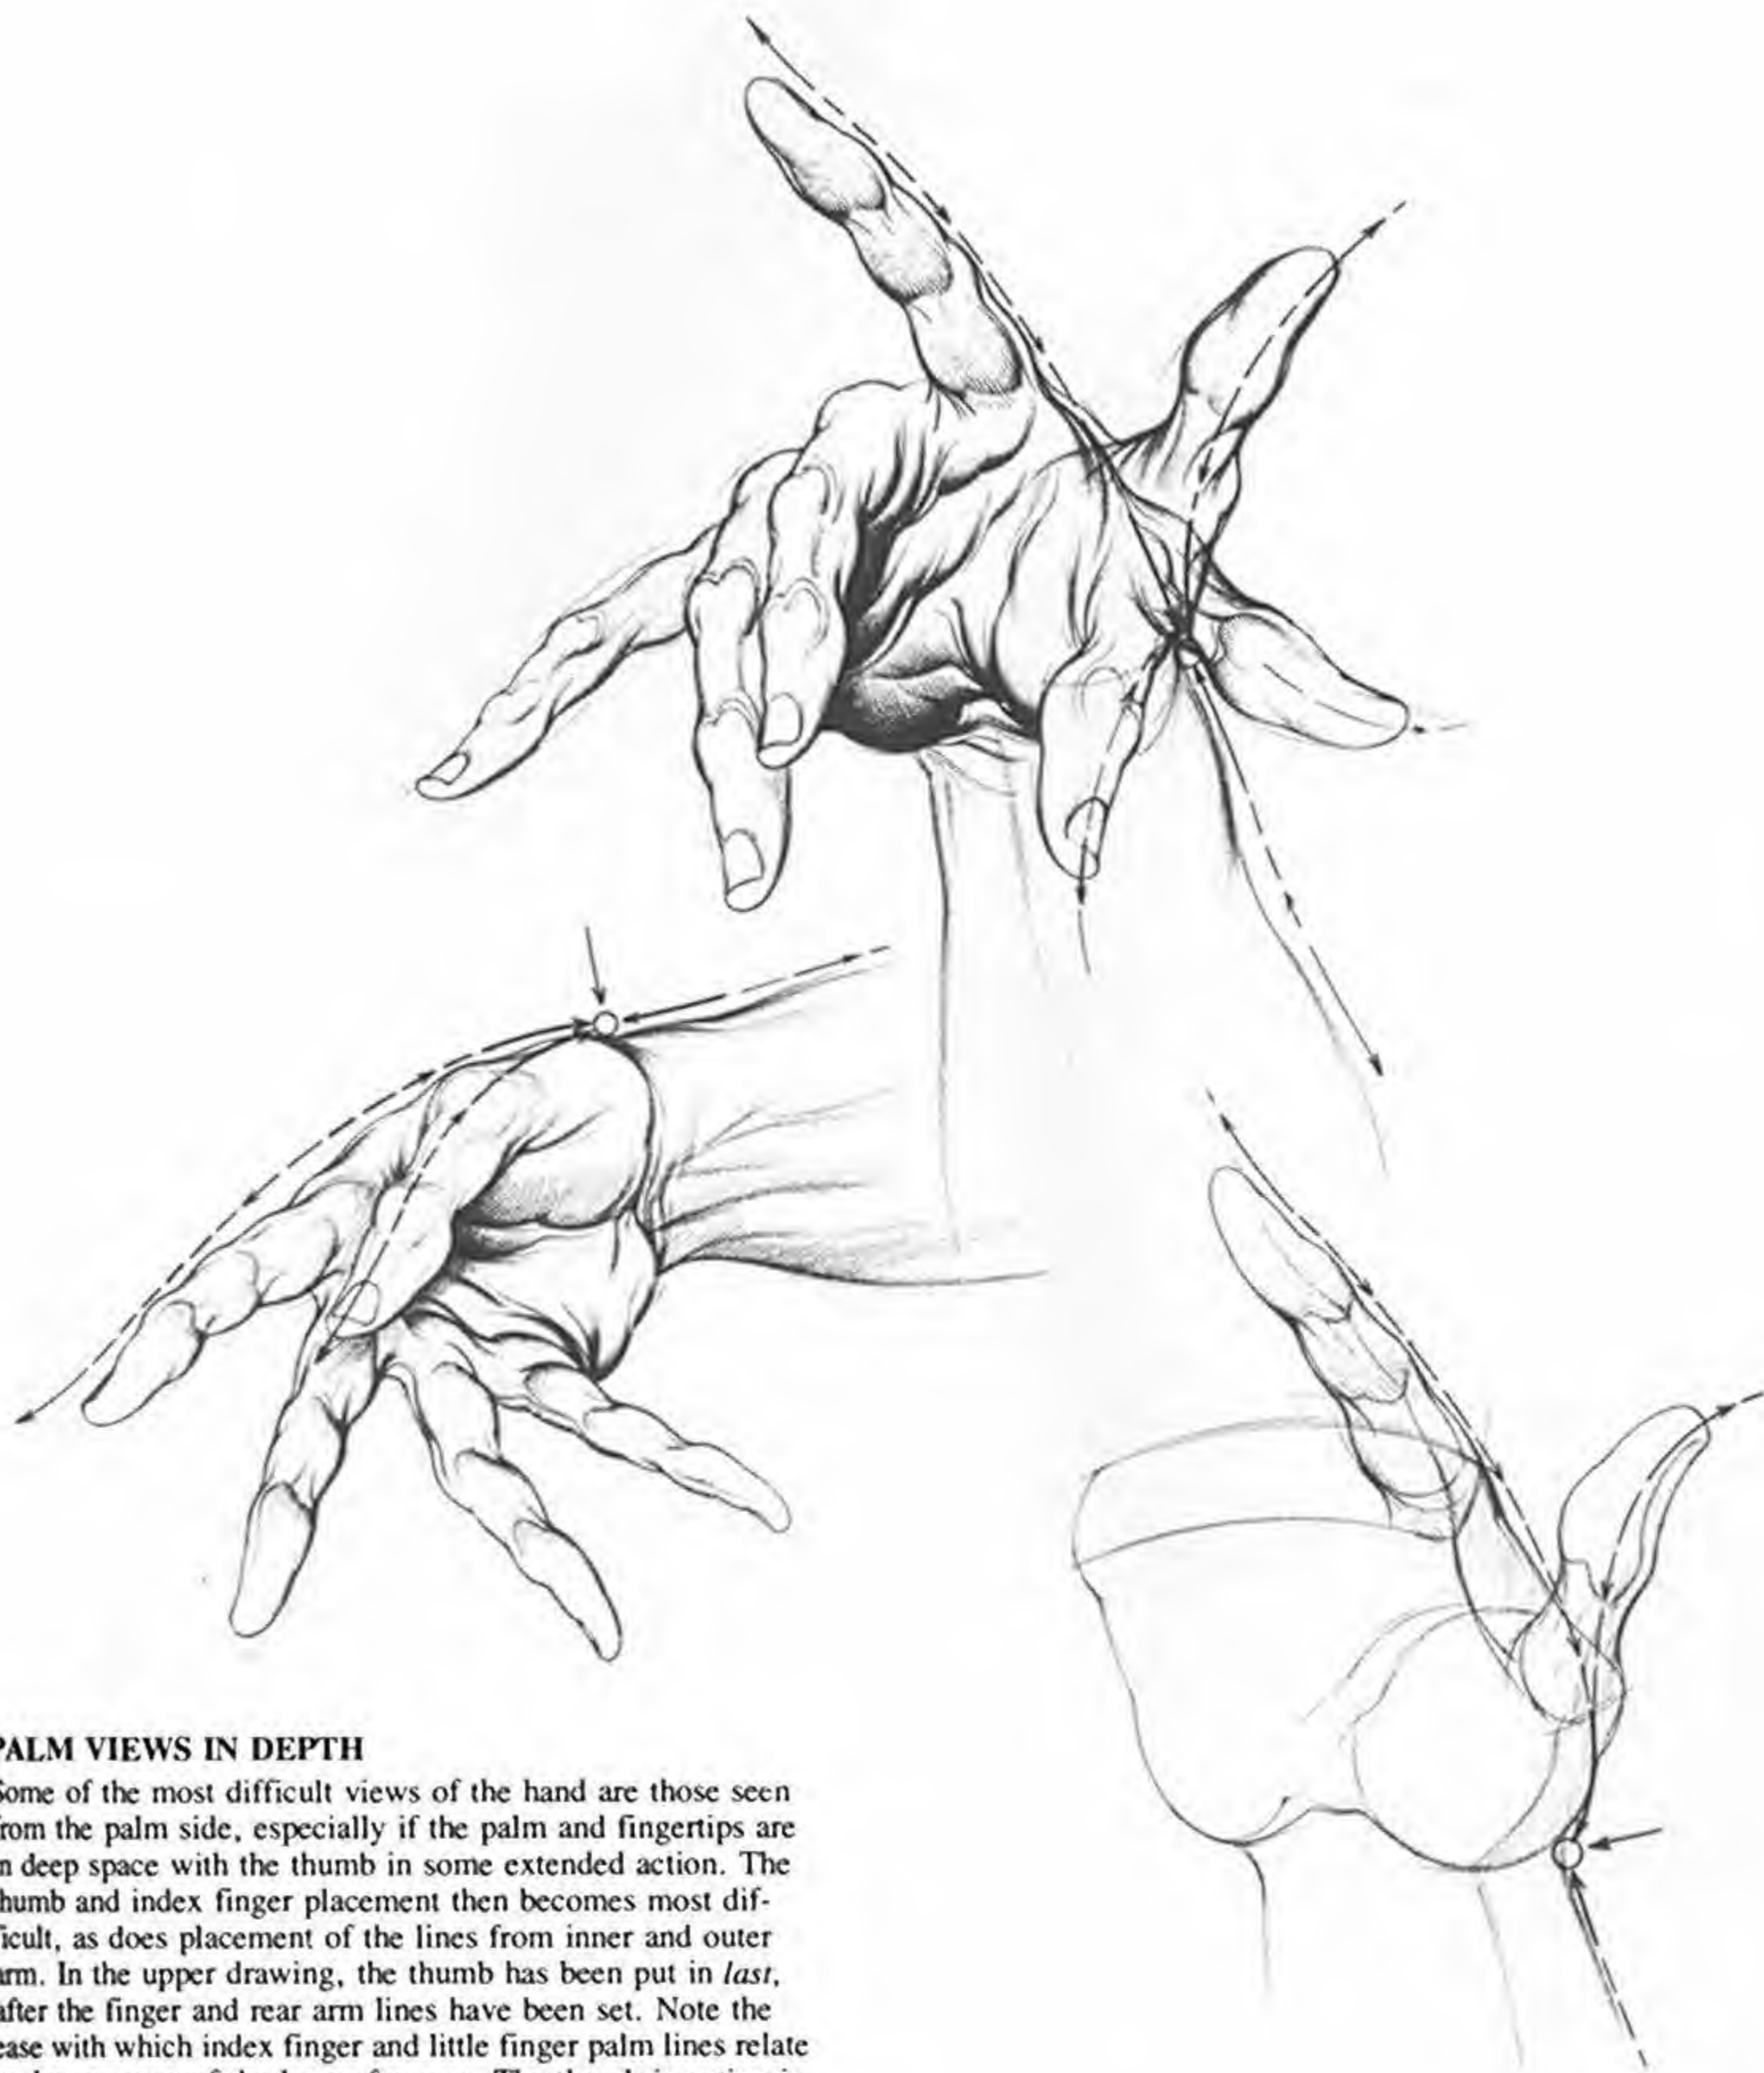 PALM VIEWS IN DEPTH
Some of the most difficult views of the hand are those seen
from the palm side, especially if the palm and fingertips are
in deep space with the thumb in some extended action. The
thumb and index finger placement then becomes most dif-
ficult, as does placement of the lines from inner and outer
arm. In the upper drawing, the thumb has been put in last,
after the finger and rear arm lines have been set. Note the
ease with which index finger and little finger palm lines relate